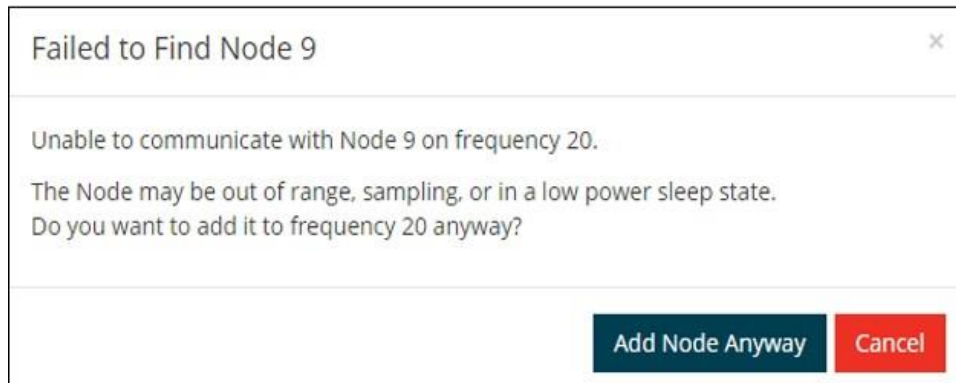 Failed to Find Node 9
×
Unable to communicate with Node 9 on frequency 20.
The Node may be out of range, sampling, or in a low power sleep state.
Do you want to add it to frequency 20 anyway?
Add Node Anyway
Cancel